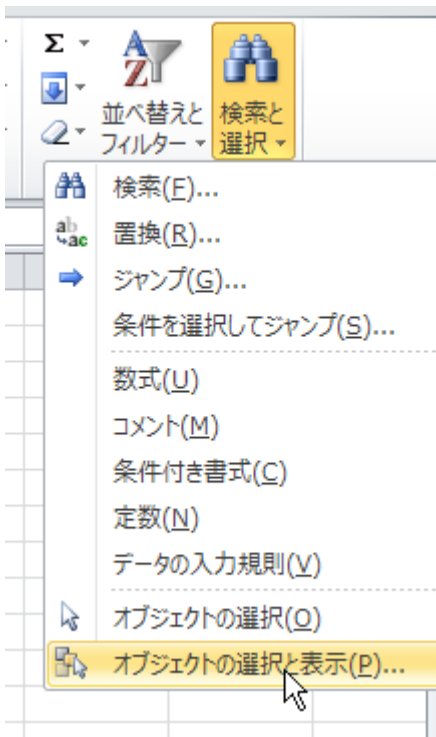 Σ
並べ替えと
フィルター
検索と
選択
検索(F)...
置換(R)...
ジャンプ(G)...
条件を選択してジャンプ(S)...
数式(U)
コメント(M)
条件付き書式(C)
定数(N)
データの入力規則(V)
オブジェクトの選択(O)
オブジェクトの選択と表示(P)...